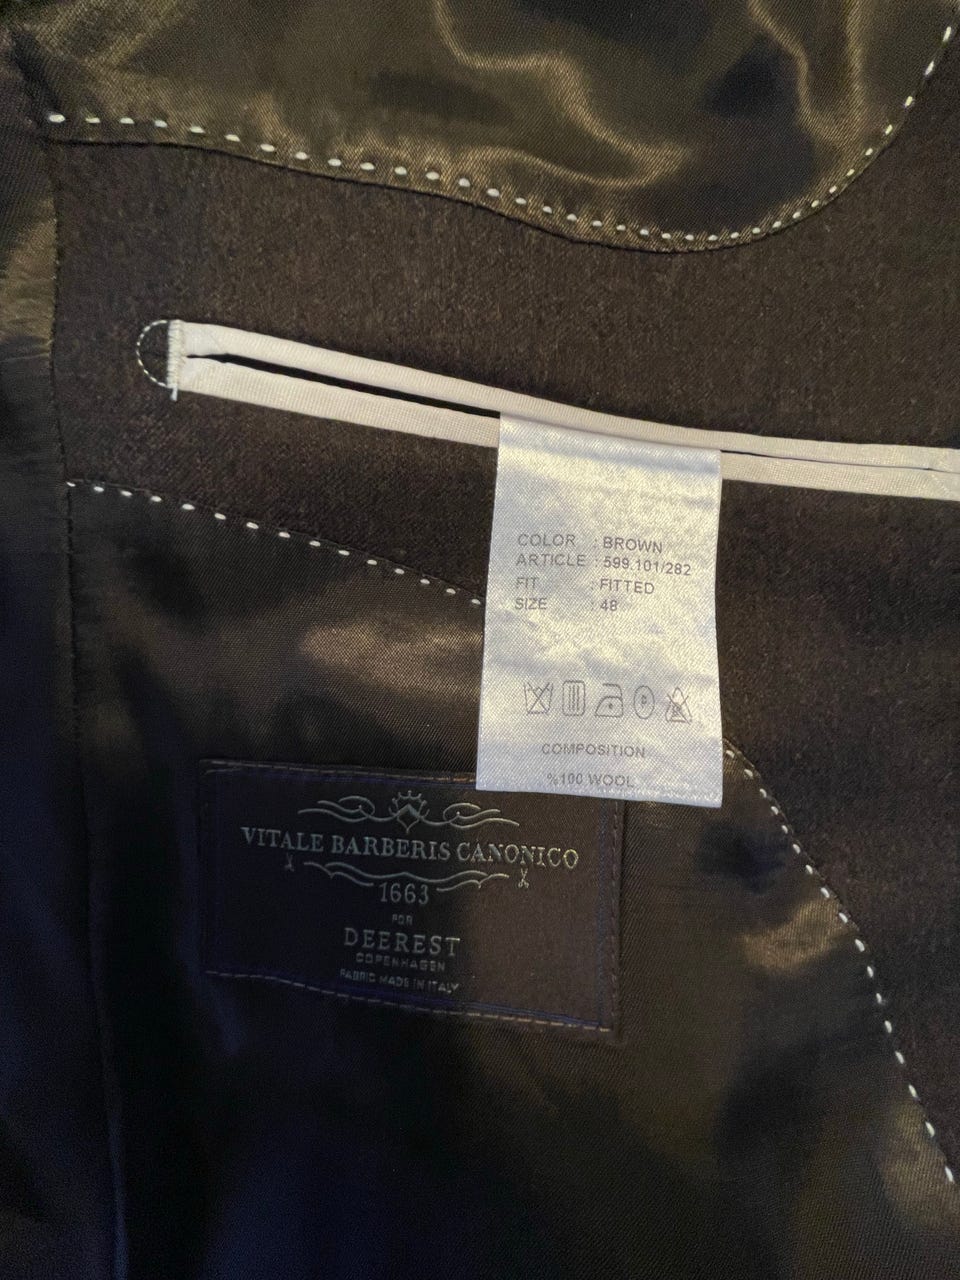 COLOR : BROWN
ARTICLE : 599.101/282
FIT : FITTED
SIZE : 48
COMPOSITION
%100 WOOL
VITALE BARBERIS CANONICO
1663
FOR
DEEREST
COPENHAGEN
FABRIC MADE IN ITALY